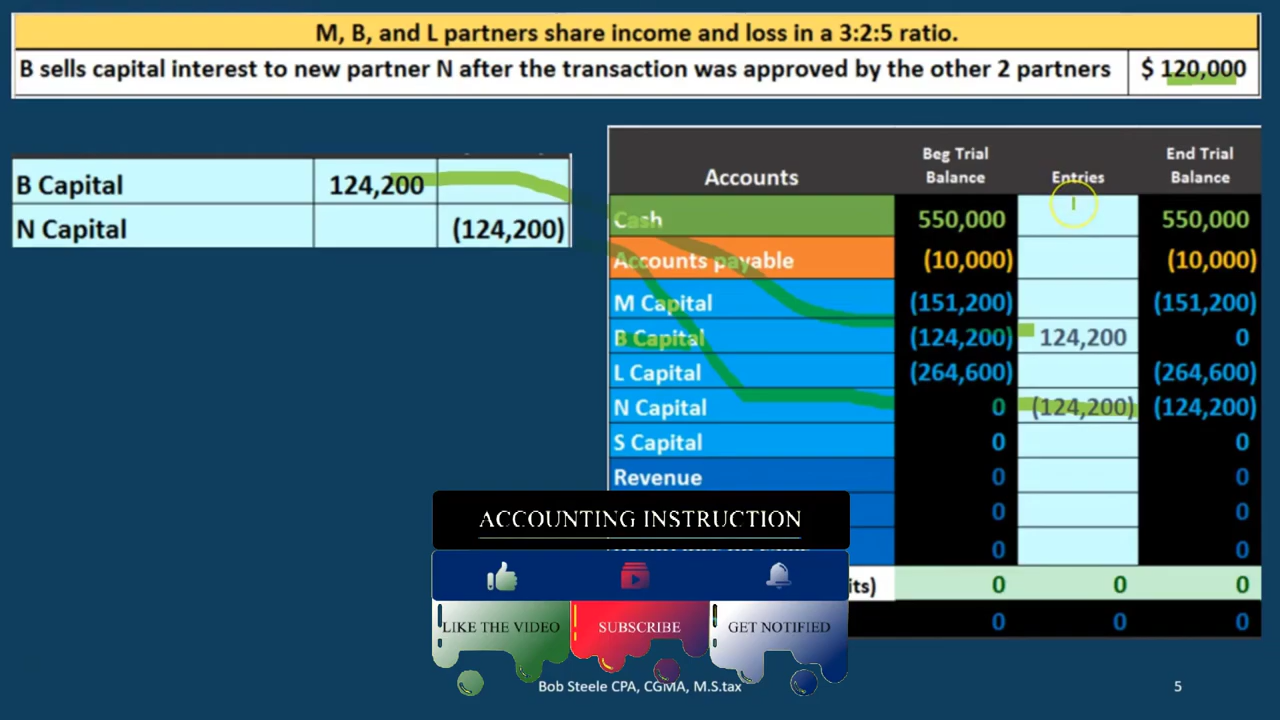 M, B, and L partners share income and loss in a 3:2:5 ratio.
B sells capital interest to new partner N after the transaction was approved by the other 2 partners $ 120,000
B Capital 124,200
N Capital (124,200)
Accounts Beg Trial Balance Entries End Trial Balance
Cash 550,000 550,000
Accounts payable (10,000) (10,000)
M Capital (151,200) (151,200)
B Capital (124,200) 124,200 0
L Capital (264,600) (264,600)
N Capital 0 (124,200) (124,200)
S Capital 0 0
Revenue 0 0
0 0
0 0
its) 0 0 0
0 0 0
ACCOUNTING INSTRUCTION
LIKE THE VIDEO SUBSCRIBE GET NOTIFIED
Bob Steele CPA, CGMA, M.S.tax 5